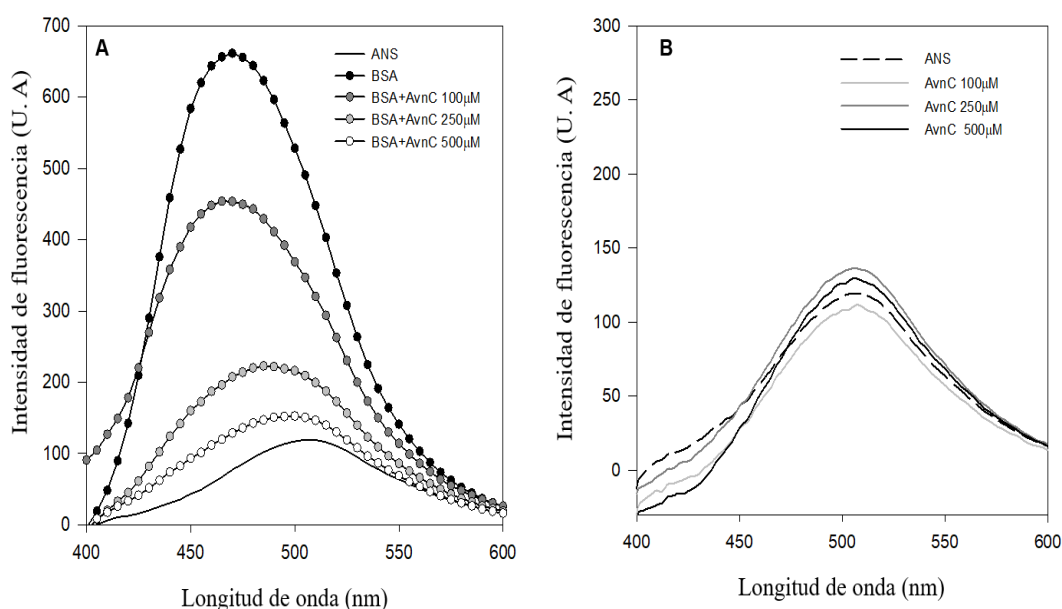 A
700
600
500
400
300
200
100
0
Intensidad de fluorescencia (U. A)
ANS
BSA
BSA+AvnC 100μM
BSA+AvnC 250μM
BSA+AvnC 500μM
400 450 500 550 600
Longitud de onda (nm)
B
300
250
200
150
100
50
0
Intensidad de fluorescencia (U. A)
ANS
AvnC 100μM
AvnC 250μM
AvnC 500μM
400 450 500 550 600
Longitud de onda (nm)